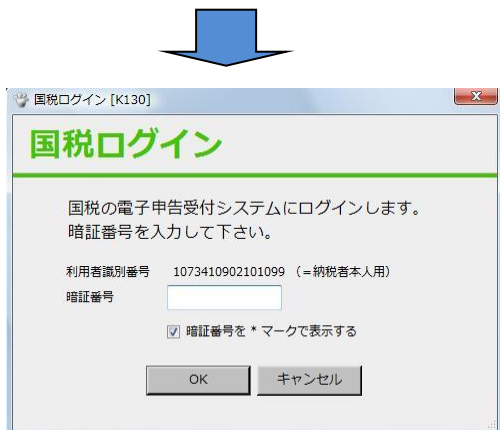 国税ログイン [K130]
国税ログイン
国税の電子申告受付システムにログインします。
暗証番号を入力して下さい。
利用者識別番号 1073410902101099 （=納税者本人用）
暗証番号
暗証番号を * マークで表示する
OK キャンセル